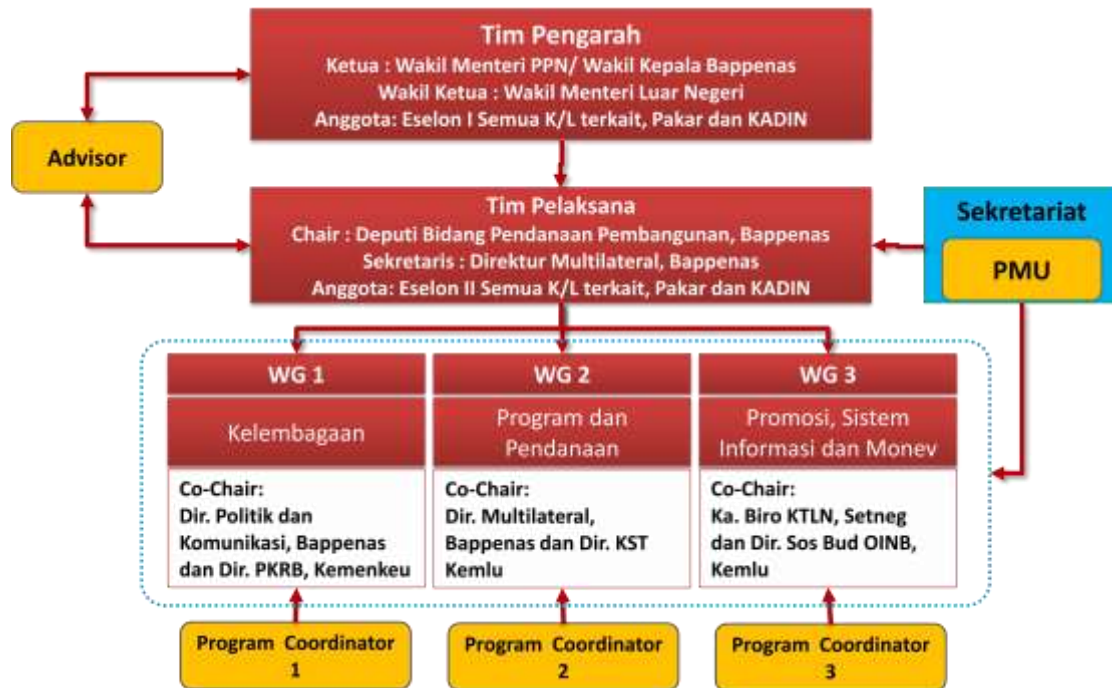 Tim Pengarah
Ketua : Wakil Menteri PPN/ Wakil Kepala Bappenas
Wakil Ketua : Wakil Menteri Luar Negeri
Anggota: Eselon I Semua K/L terkait, Pakar dan KADIN
Advisor
Tim Pelaksana
Chair : Deputi Bidang Pendanaan Pembangunan, Bappenas
Sekretaris : Direktur Multilateral, Bappenas
Anggota: Eselon II Semua K/L terkait, Pakar dan KADIN
Sekretariat
PMU
WG 1
Kelembagaan
Co-Chair:
Dir. Politik dan
Komunikasi, Bappenas
dan Dir. PKRB, Kemenkeu
WG 2
Program dan
Pendanaan
Co-Chair:
Dir. Multilateral,
Bappenas dan Dir. KST
Kemlu
WG 3
Promosi, Sistem
Informasi dan Monev
Co-Chair:
Ka. Biro KTLN, Setneg
dan Dir. Sos Bud OINB,
Kemlu
Program Coordinator
1
Program Coordinator
2
Program Coordinator
3